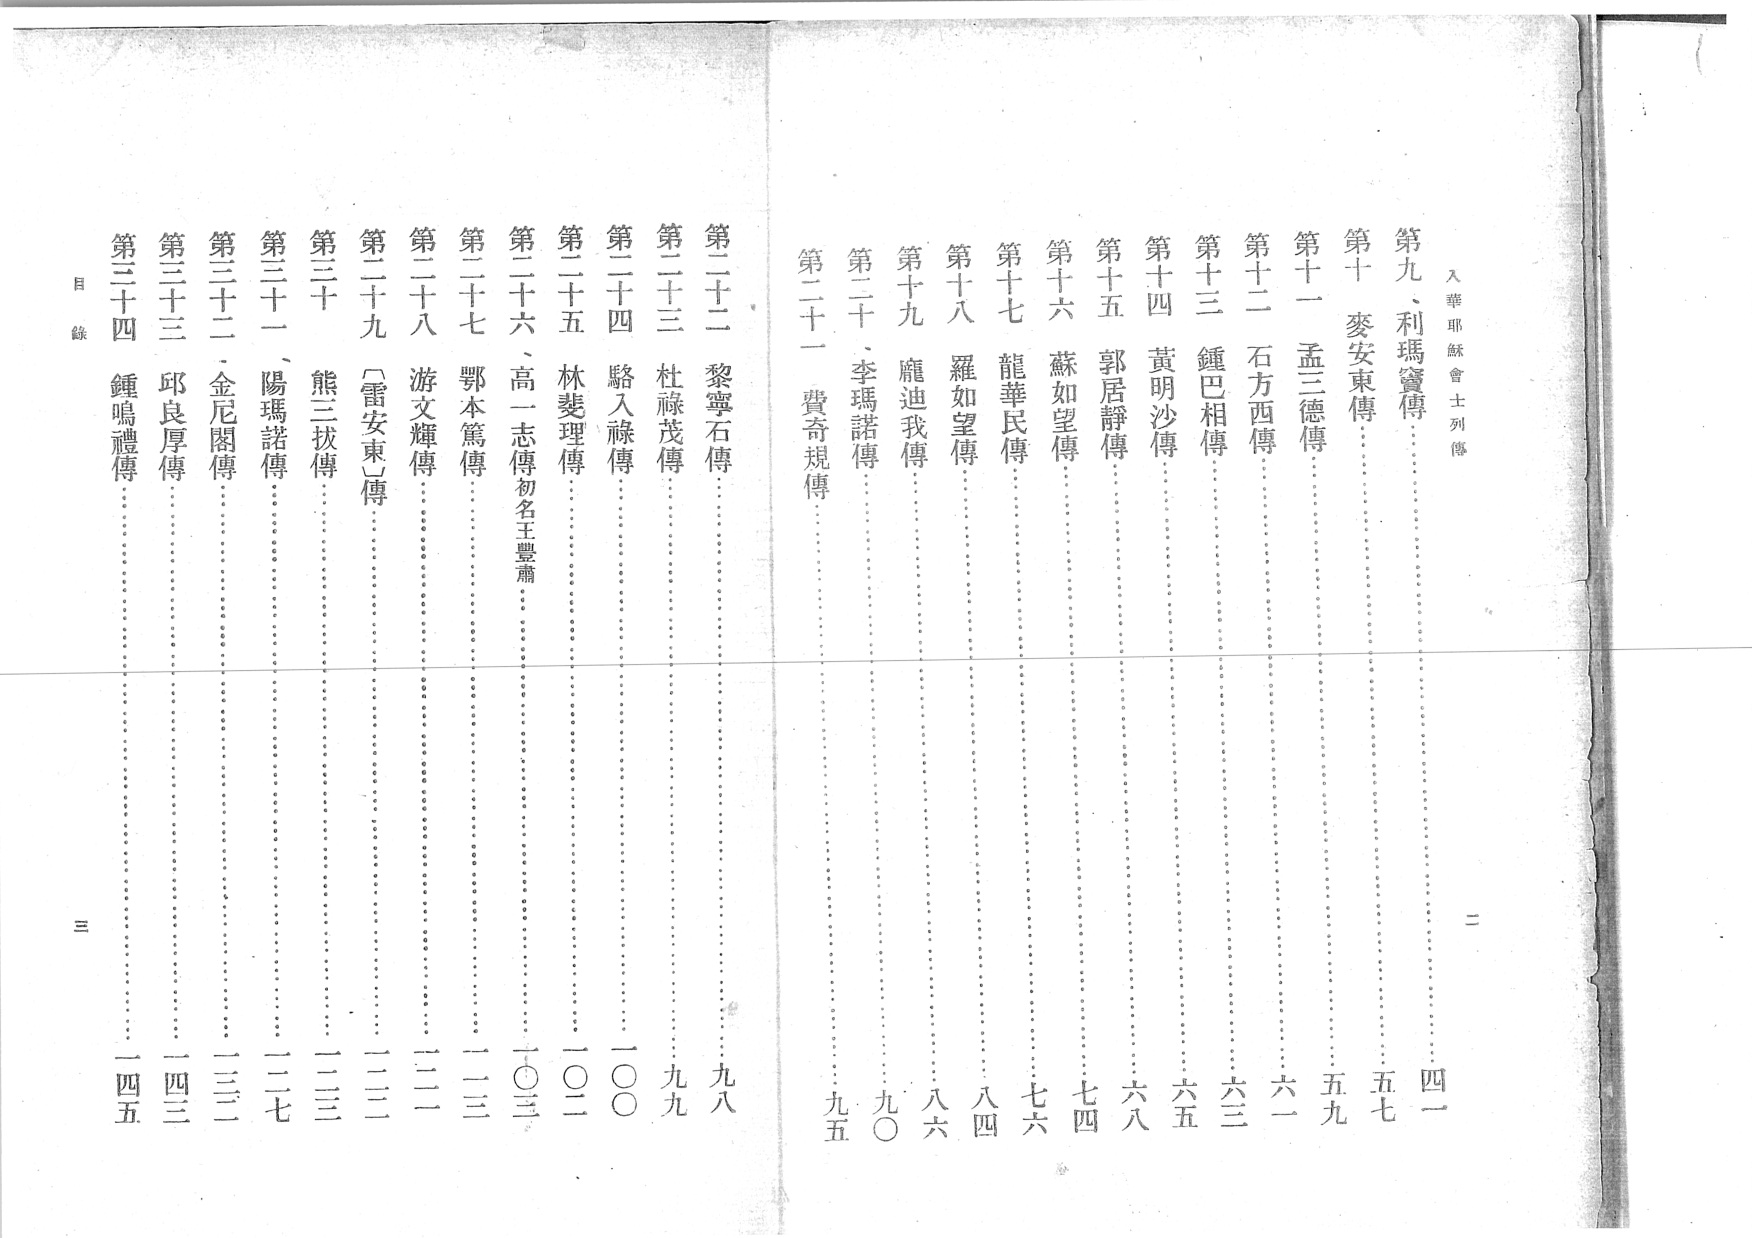 入華耶穌會士列傳
二
第九、利瑪竇傳……四一
第十　麥安東傳……五七
第十一　孟三德傳……五九
第十二　石方西傳……六一
第十三　鍾巴相傳……六三
第十四　黃明沙傳……六五
第十五　郭居靜傳……六八
第十六　蘇如望傳……七四
第十七　龍華民傳……七六
第十八　羅如望傳……八四
第十九　龐迪我傳……八六
第二十、李瑪諾傳……九〇
第二十一　費奇規傳……九五
第二十二　黎寧石傳……九八
第二十三　杜祿茂傳……九九
第二十四　駱入祿傳……一〇〇
第二十五　林斐理傳……一〇二
第二十六、高一志傳初名王豐肅……一〇三
第二十七　鄂本篤傳……一一三
第二十八　游文輝傳……一二一
第二十九　〔雷安東〕傳……一二二
第三十　熊三拔傳……一二三
第三十一、陽瑪諾傳……一二七
第三十二．金尼閣傳……一三二
第三十三　邱良厚傳……一四三
第三十四　鍾鳴禮傳……一四五
目錄
三